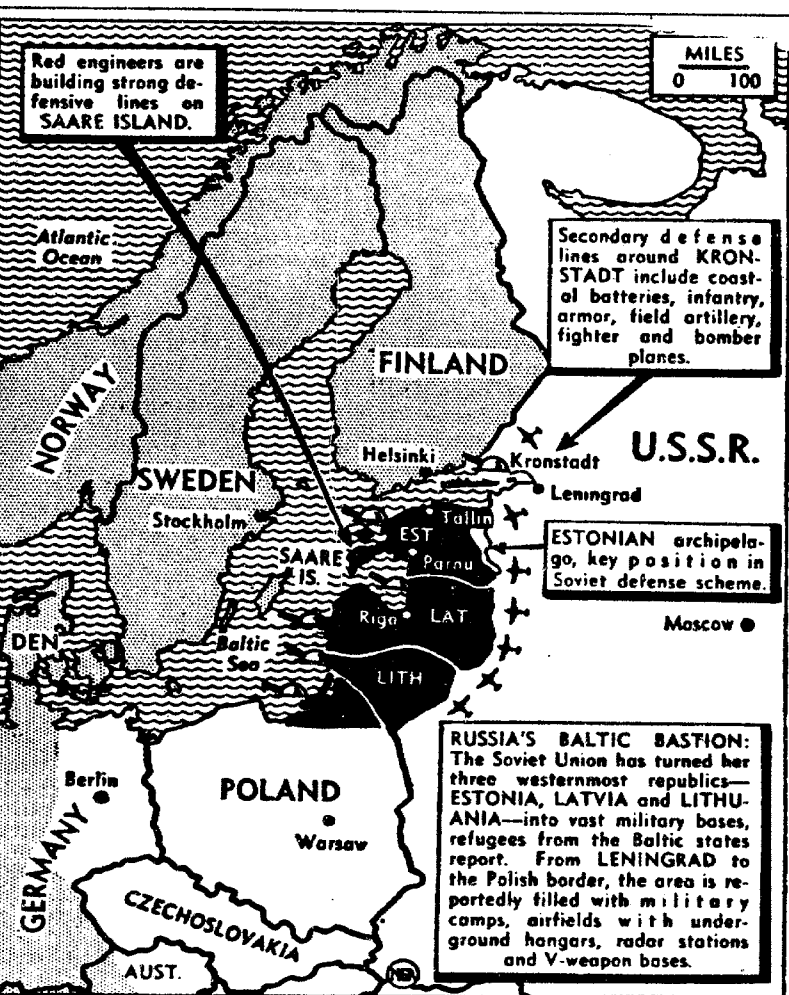 Red engineers are
building strong de-
fensive lines on
SAARE ISLAND.
MILES
0 100
Atlantic
Ocean
Secondary defense
lines around KRON-
STADT include coast-
al batteries, infantry,
armor, field artillery,
fighter and bomber
planes.
NORWAY
FINLAND
SWEDEN
Helsinki
Kronstadt
U.S.S.R.
Leningrad
Stockholm
Tallin
EST
SAARE
IS.
Parnu
ESTONIAN archipela-
go, key position in
Soviet defense scheme.
Riga
LAT.
Moscow
DEN.
Baltic
Sea
LITH
RUSSIA'S BALTIC BASTION:
The Soviet Union has turned her
three westernmost republics—
ESTONIA, LATVIA and LITHU-
ANIA—into vast military bases,
refugees from the Baltic states
report. From LENINGRAD to
the Polish border, the area is re-
portedly filled with military
camps, airfields with under-
ground hangars, radar stations
and V-weapon bases.
Berlin
POLAND
Warsaw
GERMANY
CZECHOSLOVAKIA
AUST.
NEA